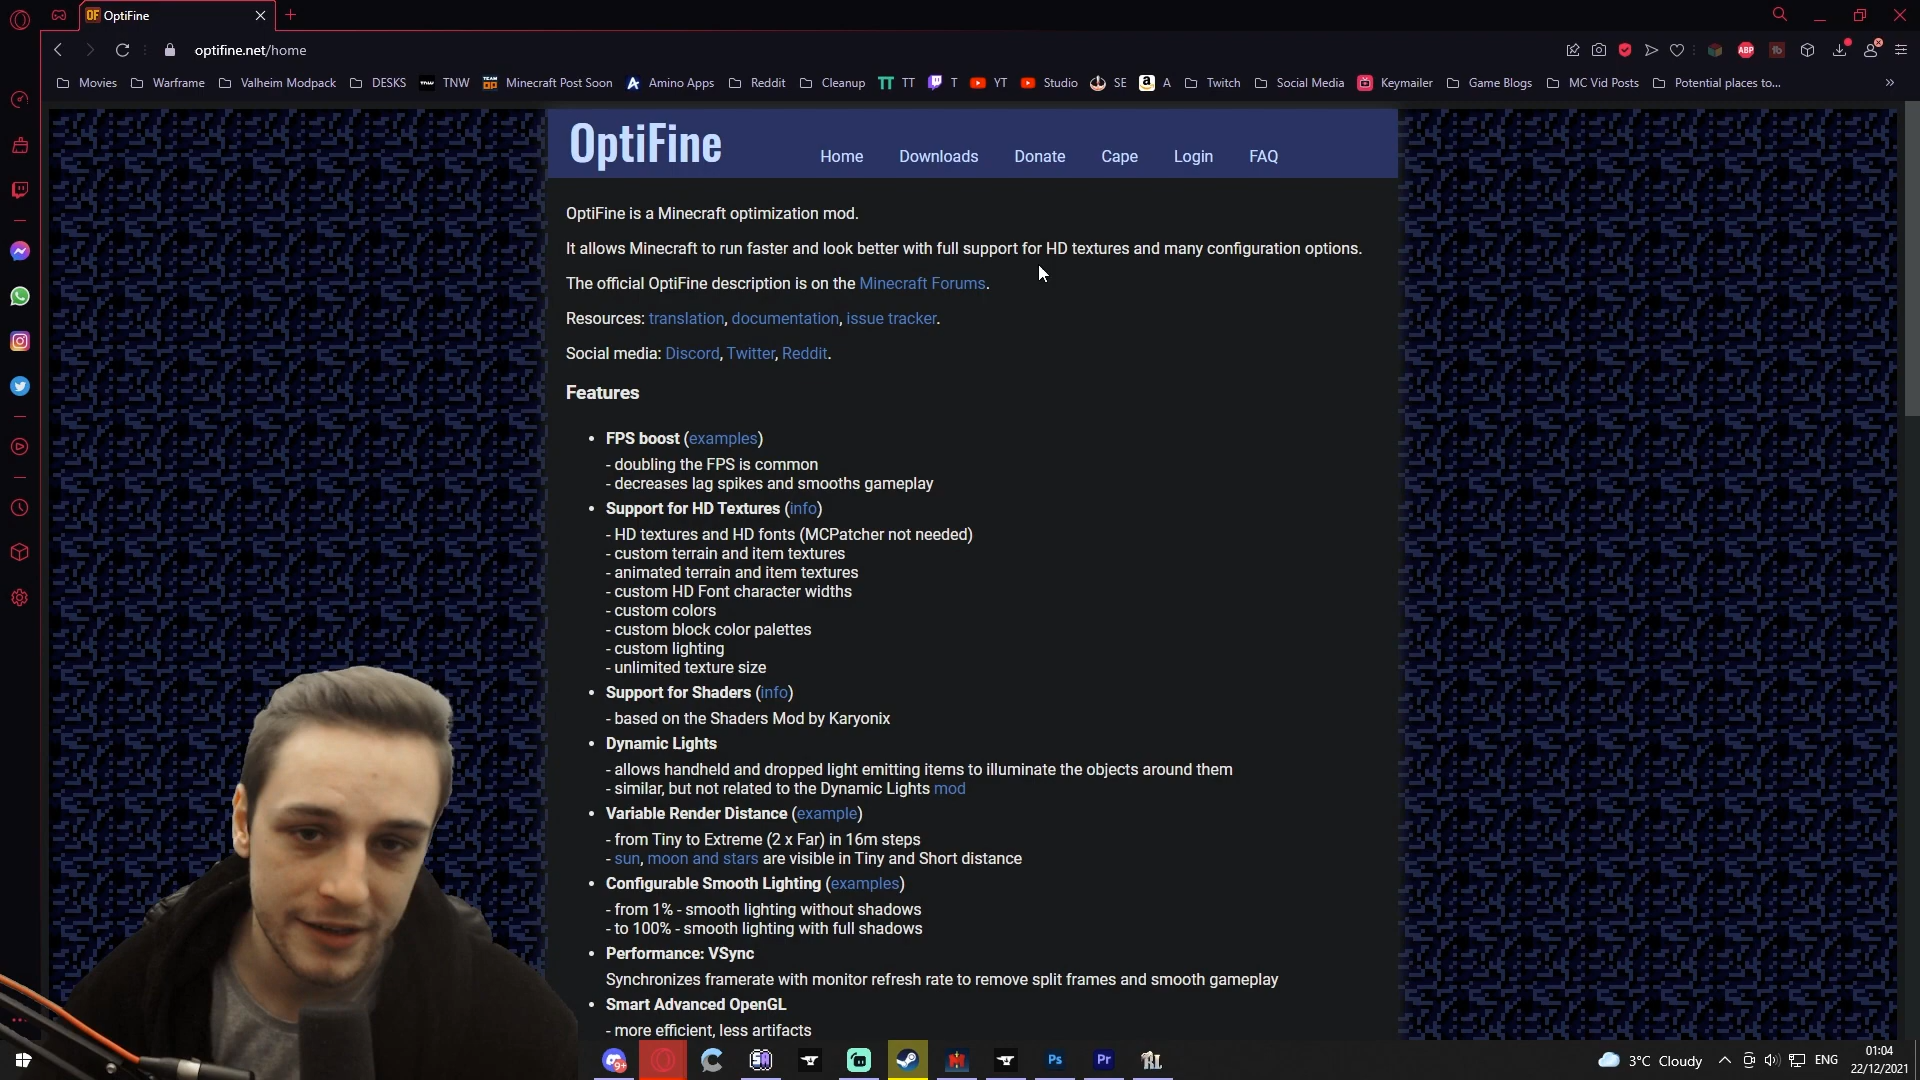 OF OptiFine
optifine.net/home
Movies Warframe Valheim Modpack DESKS TNW TNW TEAM OP Minecraft Post Soon Amino Apps Reddit Cleanup TT TT T YT Studio SE a A Twitch Social Media Keymailer Game Blogs MC Vid Posts Potential places to... »
OptiFine
Home Downloads Donate Cape Login FAQ
OptiFine is a Minecraft optimization mod.
It allows Minecraft to run faster and look better with full support for HD textures and many configuration options.
The official OptiFine description is on the Minecraft Forums.
Resources: translation, documentation, issue tracker.
Social media: Discord, Twitter, Reddit.
Features
• FPS boost (examples)
- doubling the FPS is common
- decreases lag spikes and smooths gameplay
• Support for HD Textures (info)
- HD textures and HD fonts (MCPatcher not needed)
- custom terrain and item textures
- animated terrain and item textures
- custom HD Font character widths
- custom colors
- custom block color palettes
- custom lighting
- unlimited texture size
• Support for Shaders (info)
- based on the Shaders Mod by Karyonix
• Dynamic Lights
- allows handheld and dropped light emitting items to illuminate the objects around them
- similar, but not related to the Dynamic Lights mod
• Variable Render Distance (example)
- from Tiny to Extreme (2 x Far) in 16m steps
- sun, moon and stars are visible in Tiny and Short distance
• Configurable Smooth Lighting (examples)
- from 1% - smooth lighting without shadows
- to 100% - smooth lighting with full shadows
• Performance: VSync
Synchronizes framerate with monitor refresh rate to remove split frames and smooth gameplay
• Smart Advanced OpenGL
- more efficient, less artifacts
9+ Ps Pr 3°C Cloudy ENG 01:04
22/12/2021
ABP